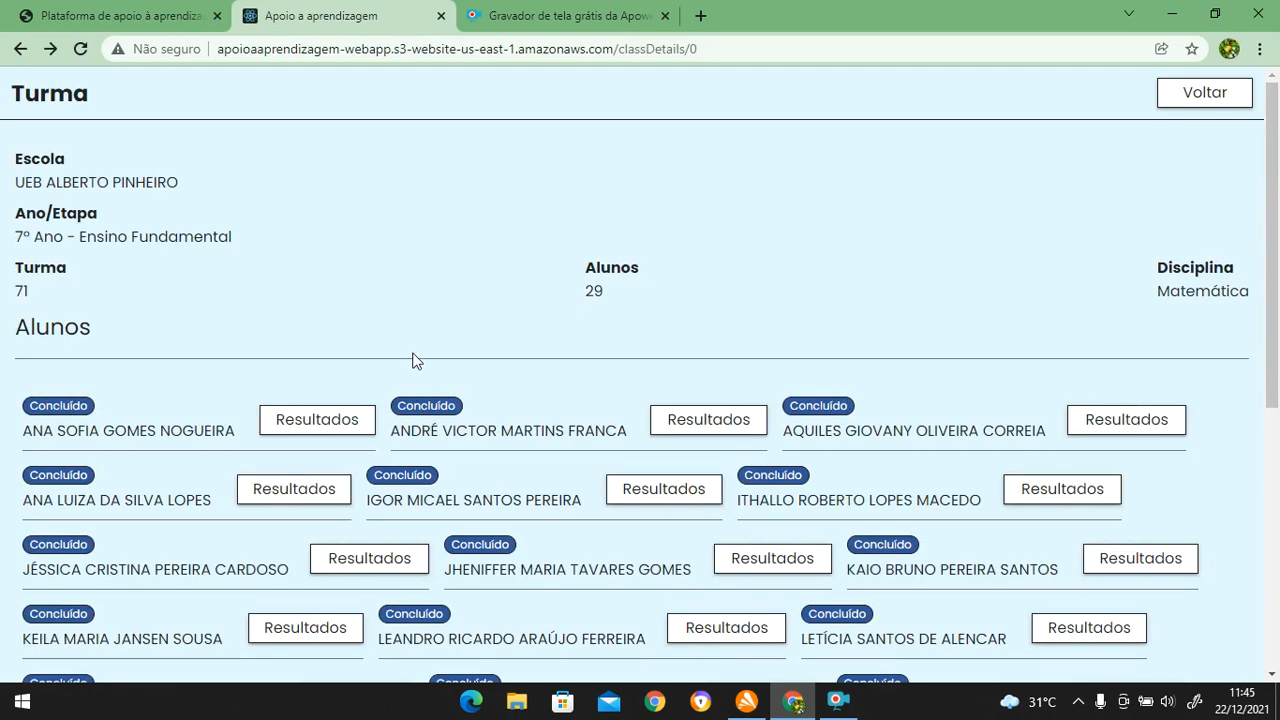 Plataforma de apoio à aprendiza
Apoio a aprendizagem
Gravador de tela grátis da Apow
Não seguro
apoioaaprendizagem-webapp.s3-website-us-east-1.amazonaws.com/classDetails/0
Turma
Voltar
Escola
UEB ALBERTO PINHEIRO
Ano/Etapa
7º Ano - Ensino Fundamental
Turma
Alunos
Disciplina
71
29
Matemática
Alunos
Concluído
Concluído
Concluído
ANA SOFIA GOMES NOGUEIRA
Resultados
ANDRÉ VICTOR MARTINS FRANCA
Resultados
AQUILES GIOVANY OLIVEIRA CORREIA
Resultados
Concluído
Concluído
Concluído
ANA LUIZA DA SILVA LOPES
Resultados
IGOR MICAEL SANTOS PEREIRA
Resultados
ITHALLO ROBERTO LOPES MACEDO
Resultados
Concluído
Concluído
Concluído
JÉSSICA CRISTINA PEREIRA CARDOSO
Resultados
JHENIFFER MARIA TAVARES GOMES
Resultados
KAIO BRUNO PEREIRA SANTOS
Resultados
Concluído
Concluído
Concluído
KEILA MARIA JANSEN SOUSA
Resultados
LEANDRO RICARDO ARAÚJO FERREIRA
Resultados
LETÍCIA SANTOS DE ALENCAR
Resultados
Concluído
Concluído
Concluído
31°C
11:45
22/12/2021